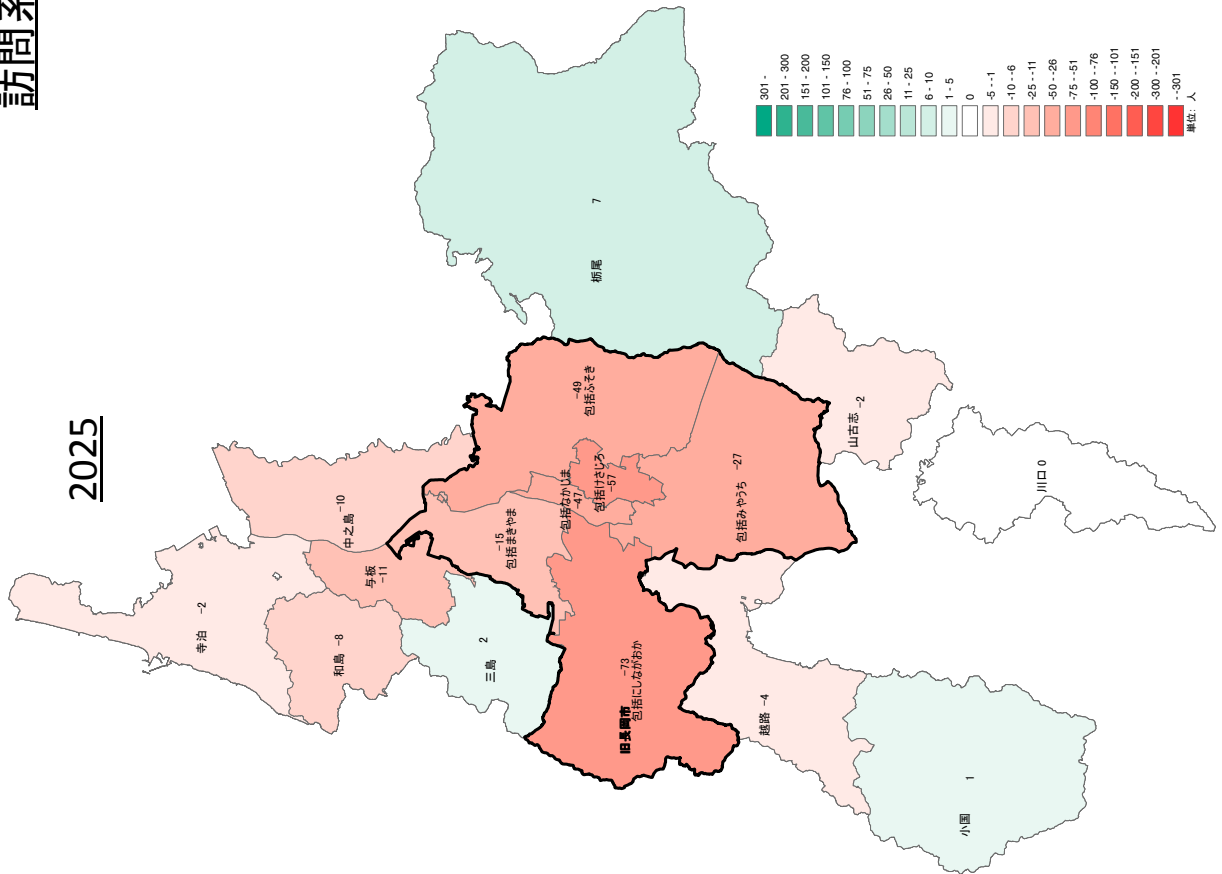 訪問系
2025
寺泊 -2
中之島 -10
与板
-11
和島 -8
三島 2
栃尾 7
-49
包括ふそき
包括なかじま
-47
包括けさじろ
-57
-15
包括まきやま
包括みやうち -27
-73
包括にしながおか
旧長岡市
山古志 -2
川口 0
越路 -4
小国 1
301 -
201 - 300
151 - 200
101 - 150
76 - 100
51 - 75
26 - 50
11 - 25
6 - 10
1 - 5
0
-5 - -1
-10 - -6
-25 - -11
-50 - -26
-75 - -51
-100 - -76
-150 - -101
-200 - -151
-300 - -201
- -301
単位: 人